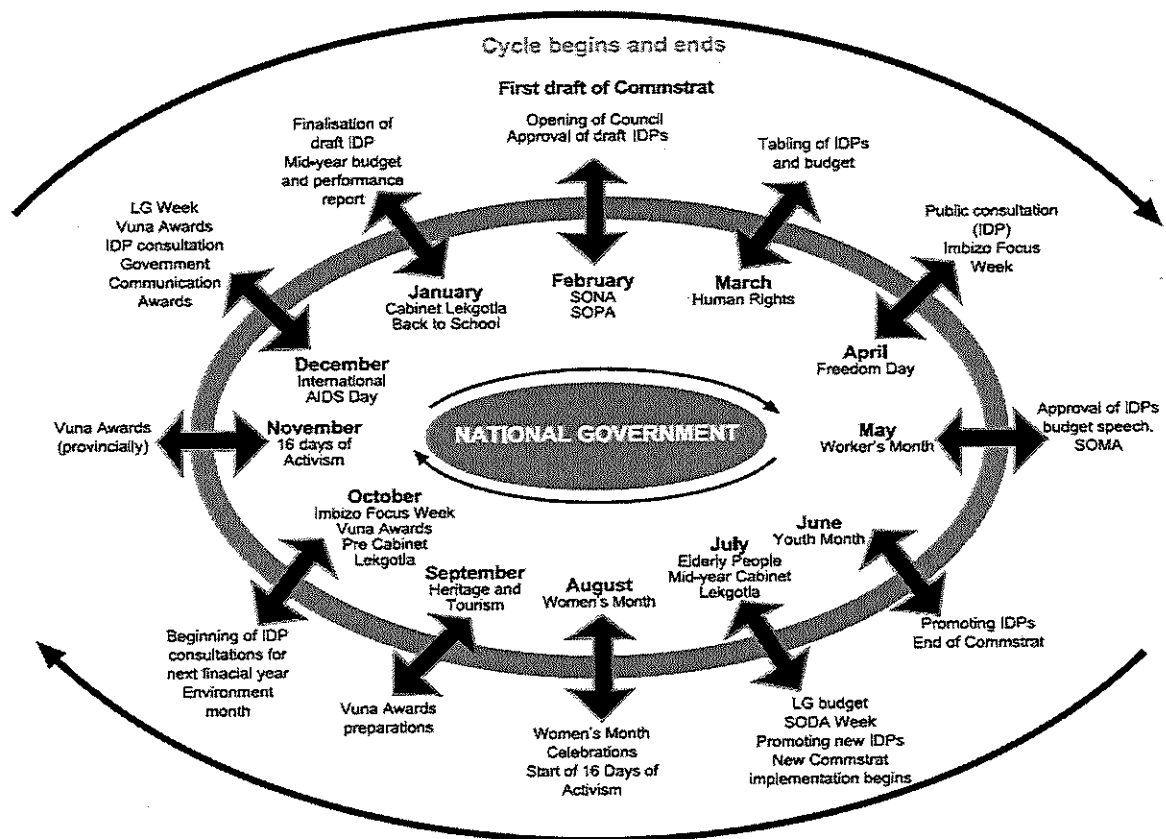 Cycle begins and ends
First draft of Commstrat
Opening of Council
Approval of draft IDPs
Finalisation of
draft IDP
Mid-year budget
and performance
report
Tabling of IDPs
and budget
LG Week
Vuna Awards
IDP consultation
Government
Communication
Awards
Public consultation
(IDP)
Imbizo Focus
Week
January
Cabinet Lekgotla
Back to School
February
SONA
SOPA
March
Human Rights
December
International
AIDS Day
April
Freedom Day
Vuna Awards
(provincially)
November
16 days of
Activism
NATIONAL GOVERNMENT
May
Worker's Month
Approval of IDPs
budget speech.
SOMA
October
Imbizo Focus Week
Vuna Awards
Pre Cabinet
Lekgotla
September
Heritage and
Tourism
August
Women's Month
July
Elderly People
Mid-year Cabinet
Lekgotla
June
Youth Month
Beginning of IDP
consultations for
next finacial year
Environment
month
Vuna Awards
preparations
Women's Month
Celebrations
Start of 16 Days of
Activism
LG budget
SODA Week
Promoting new IDPs
New Commstrat
implementation begins
Promoting IDPs
End of Commstrat